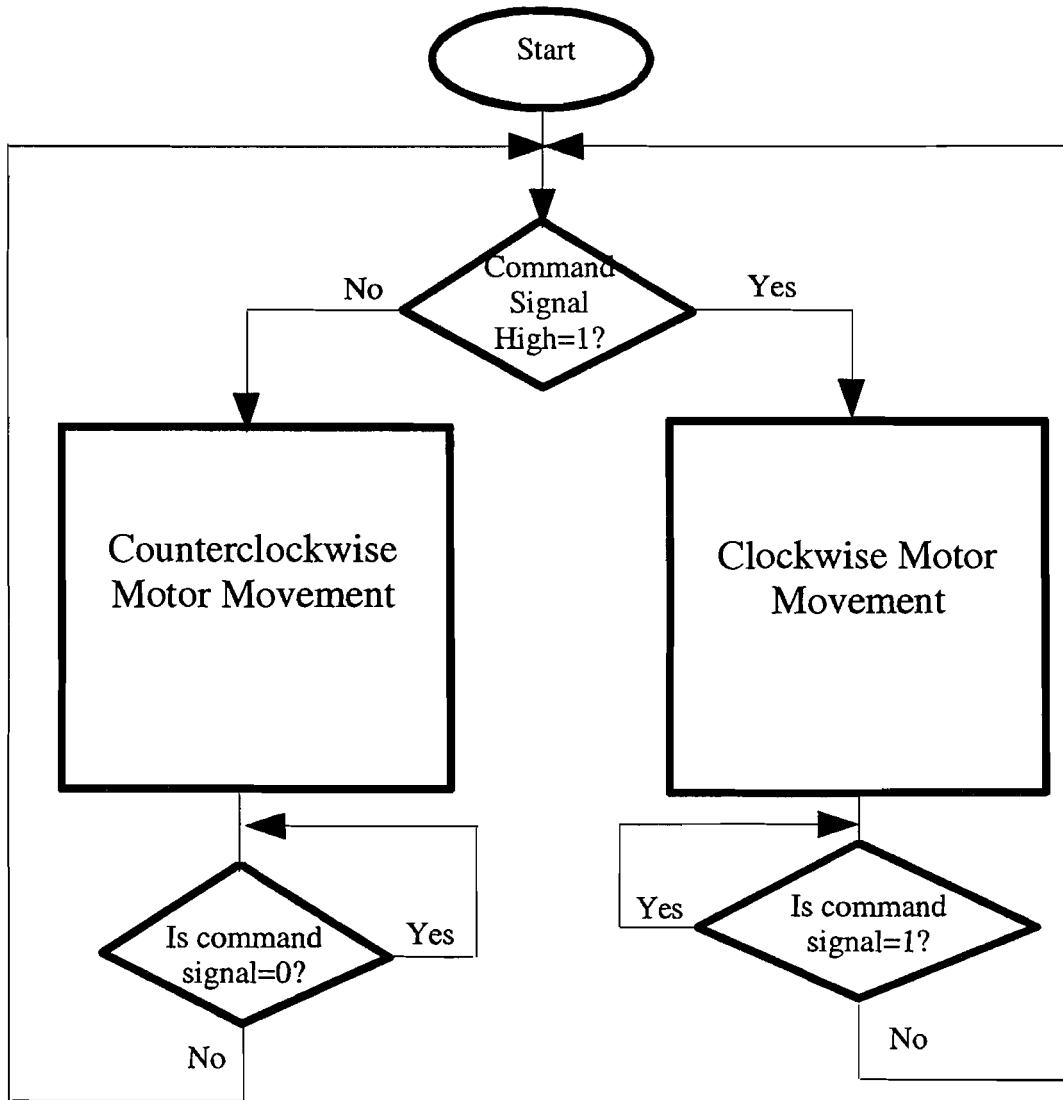 Start
Command
Signal
High=1?
No
Yes
Counterclockwise
Motor Movement
Clockwise Motor
Movement
Is command
signal=0?
Yes
No
Yes
Is command
signal=1?
No